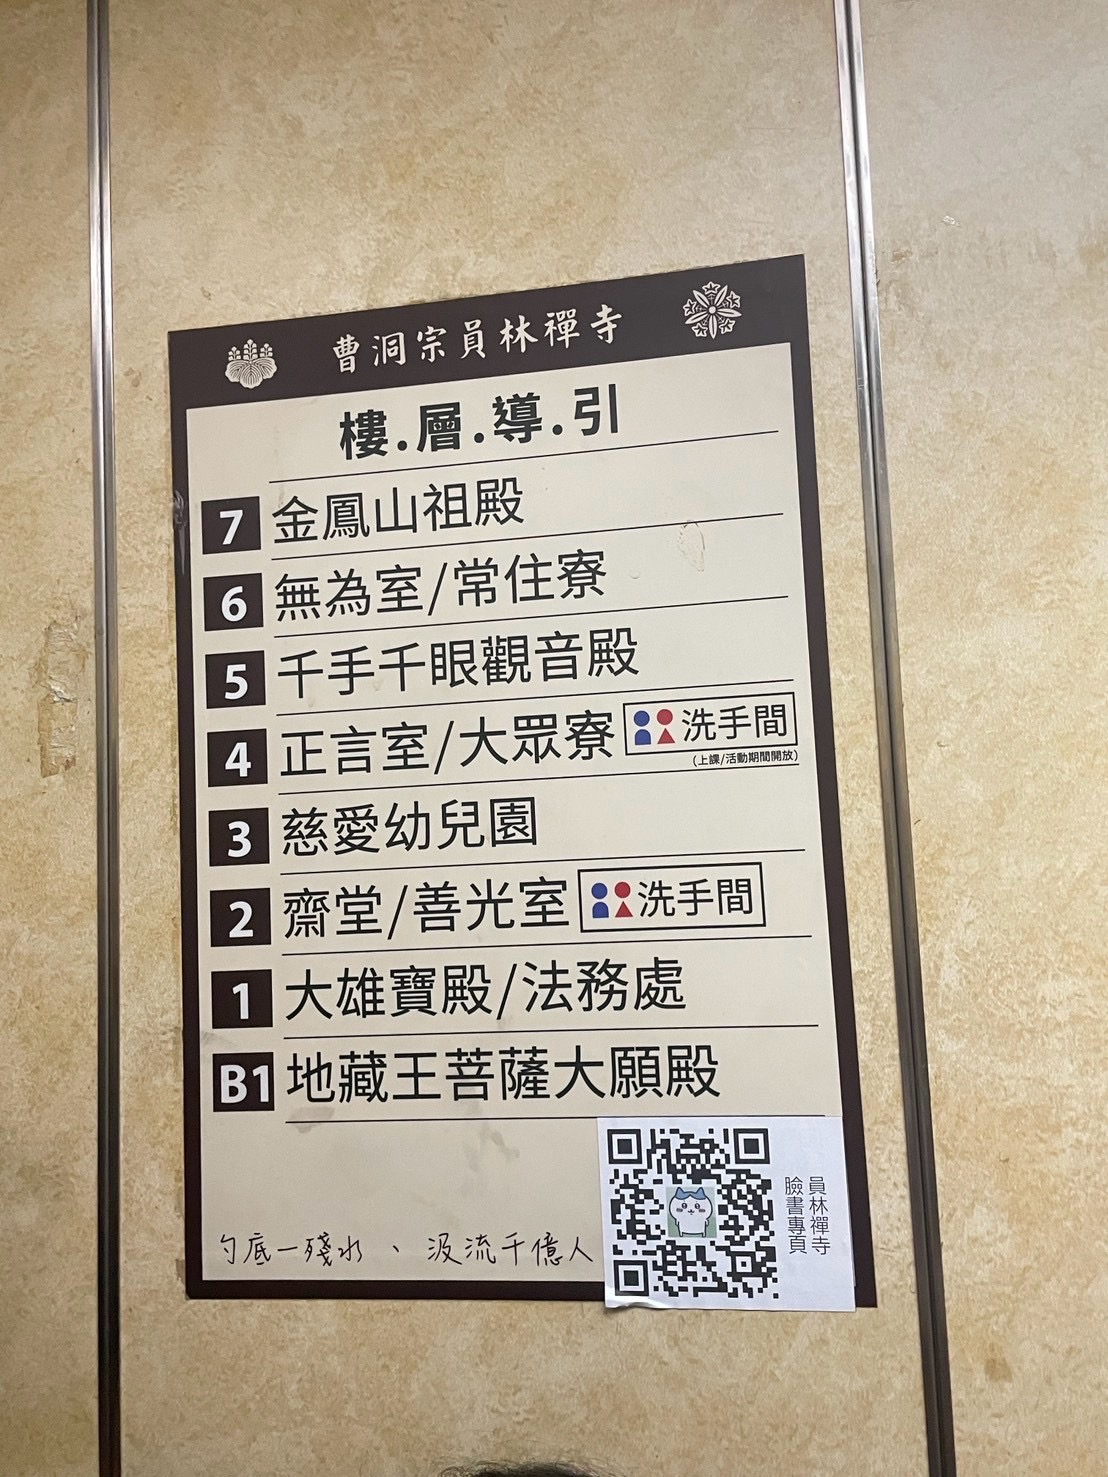 曹洞宗員林禪寺
樓.層.導.引
7 金鳳山祖殿
6 無為室/常住寮
5 千手千眼觀音殿
4 正言室/大眾寮 洗手間
(上課/活動期間開放)
3 慈愛幼兒園
2 齋堂/善光室 洗手間
1 大雄寶殿/法務處
B1 地藏王菩薩大願殿
勺底一殘水、汲流千億人
員林禪寺
臉書專頁